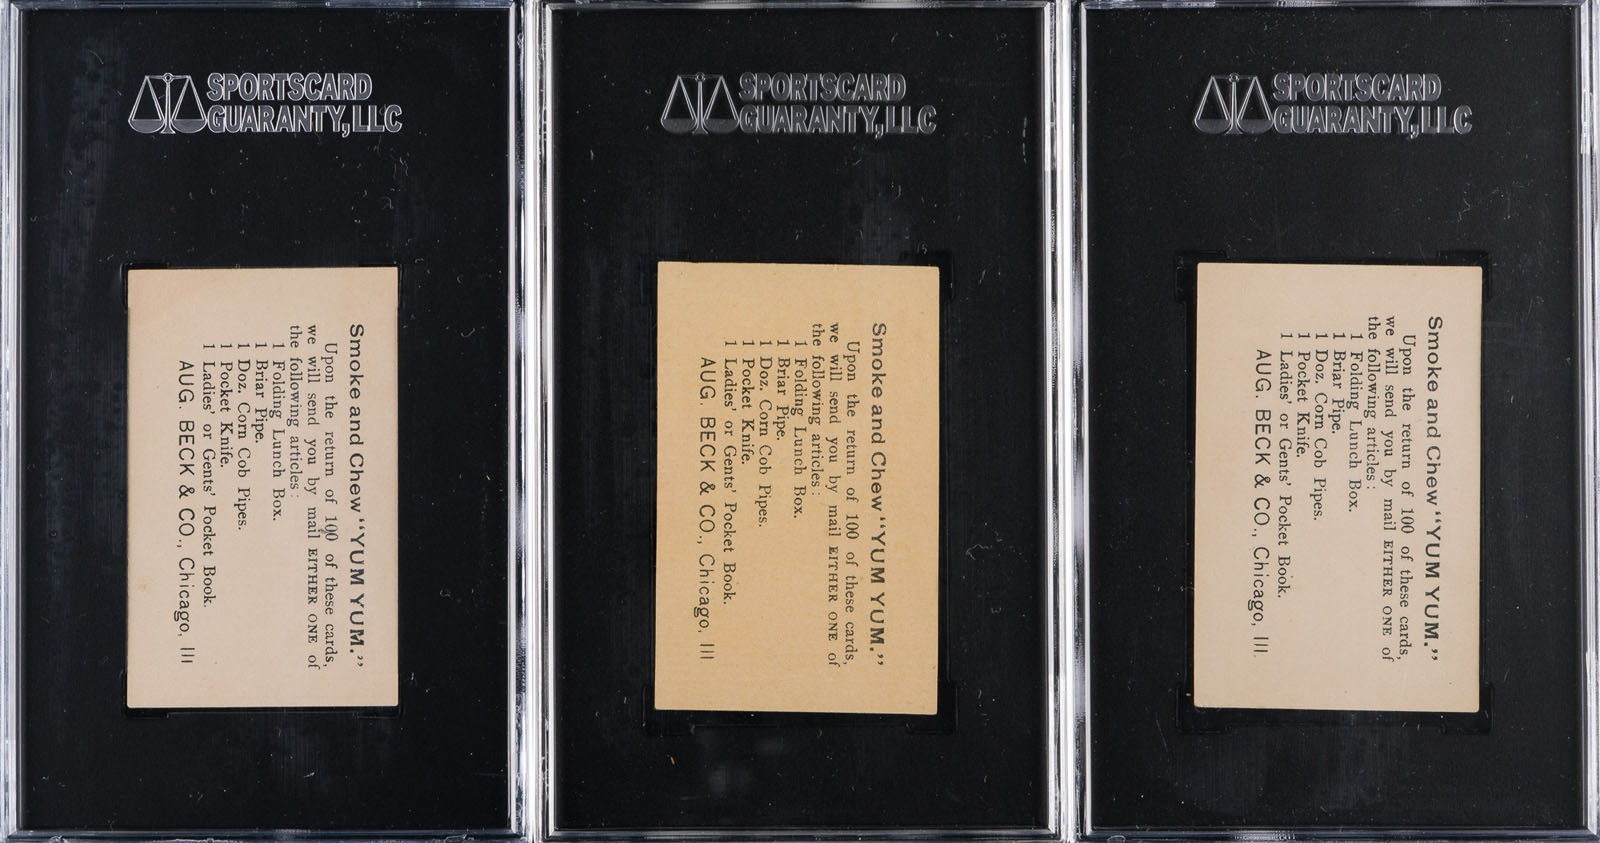 SPORTSCARD
GUARANTY, LLC
Smoke and Chew "YUM YUM."
Upon the return of 100 of these cards,
we will send you by mail EITHER ONE of
the following articles:
1 Folding Lunch Box.
1 Briar Pipe.
1 Doz. Corn Cob Pipes.
1 Pocket Knife.
1 Ladies' or Gents' Pocket Book.
AUG. BECK & CO., Chicago, Ill
SPORTSCARD
GUARANTY, LLC
Smoke and Chew "YUM YUM."
Upon the return of 100 of these cards,
we will send you by mail EITHER ONE of
the following articles:
1 Folding Lunch Box.
1 Briar Pipe.
1 Doz. Corn Cob Pipes.
1 Pocket Knife.
1 Ladies' or Gents' Pocket Book.
AUG. BECK & CO., Chicago, Ill
SPORTSCARD
GUARANTY, LLC
Smoke and Chew "YUM YUM."
Upon the return of 100 of these cards,
we will send you by mail EITHER ONE of
the following articles:
1 Folding Lunch Box.
1 Briar Pipe.
1 Doz. Corn Cob Pipes.
1 Pocket Knife.
1 Ladies' or Gents' Pocket Book.
AUG. BECK & CO., Chicago, Ill.